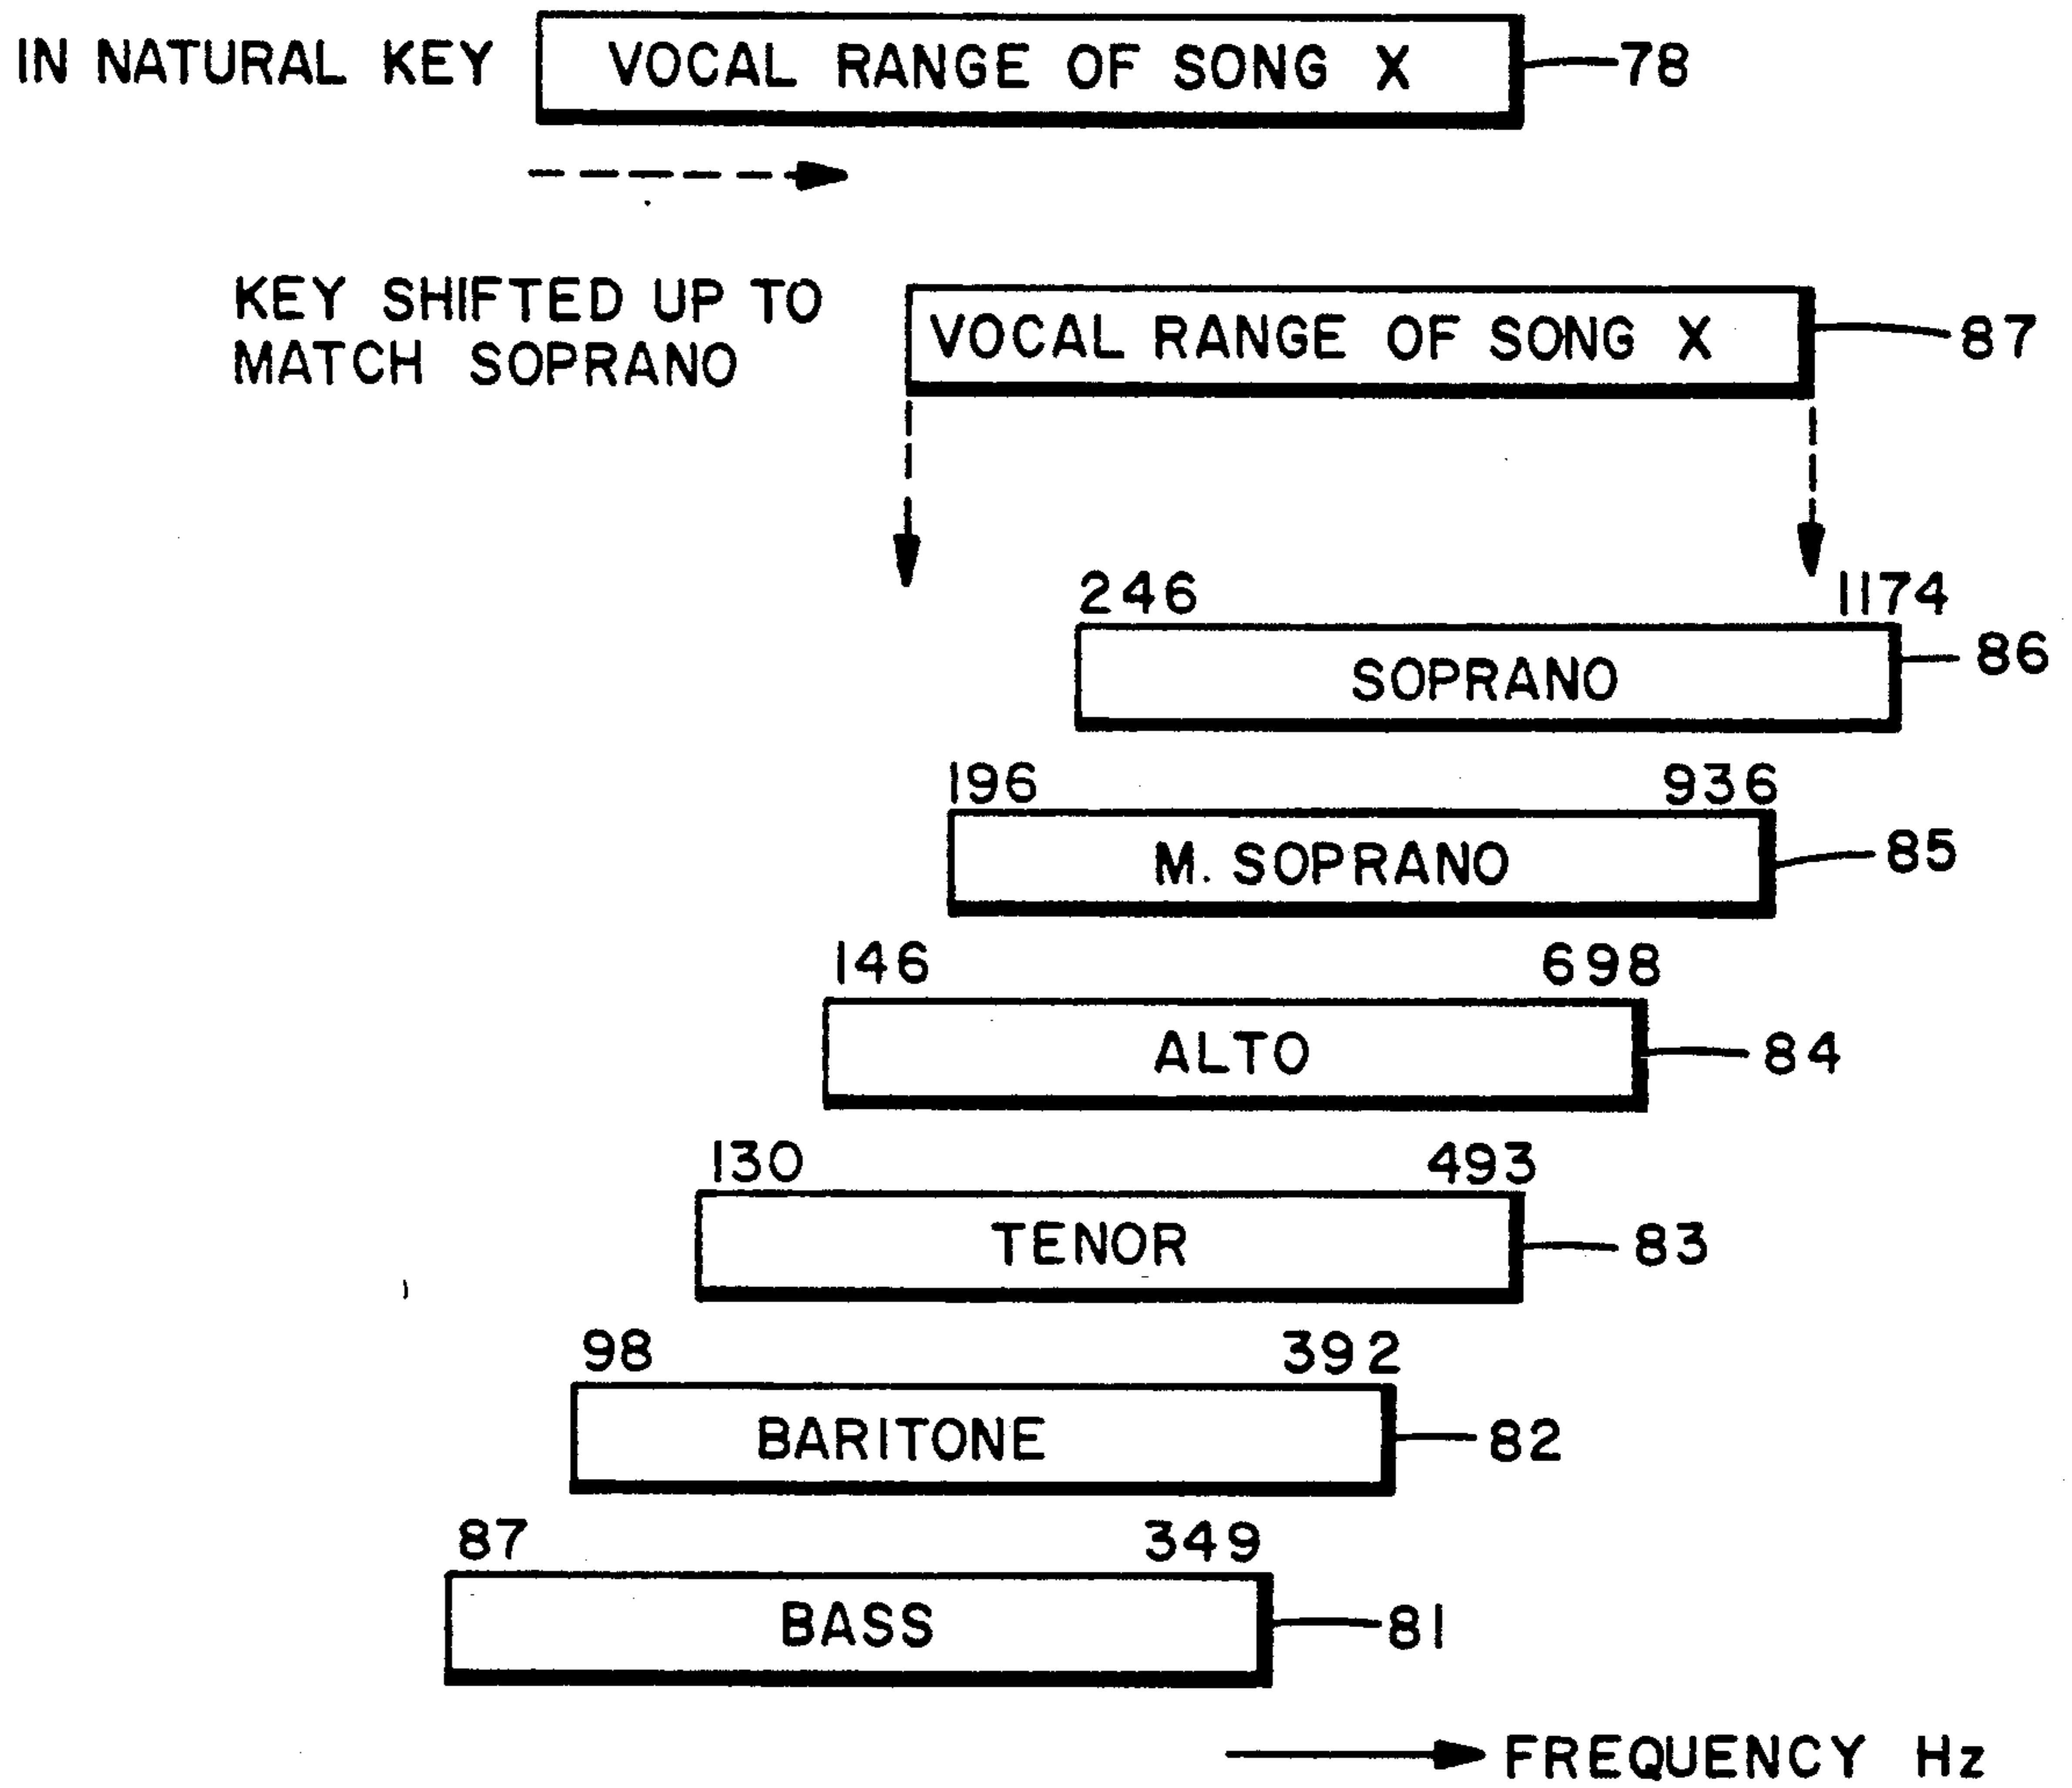 IN NATURAL KEY
VOCAL RANGE OF SONG X
78
KEY SHIFTED UP TO
MATCH SOPRANO
VOCAL RANGE OF SONG X
87
246
1174
SOPRANO
86
196
936
M. SOPRANO
85
146
698
ALTO
84
130
493
TENOR
83
98
392
BARITONE
82
87
349
BASS
81
FREQUENCY Hz